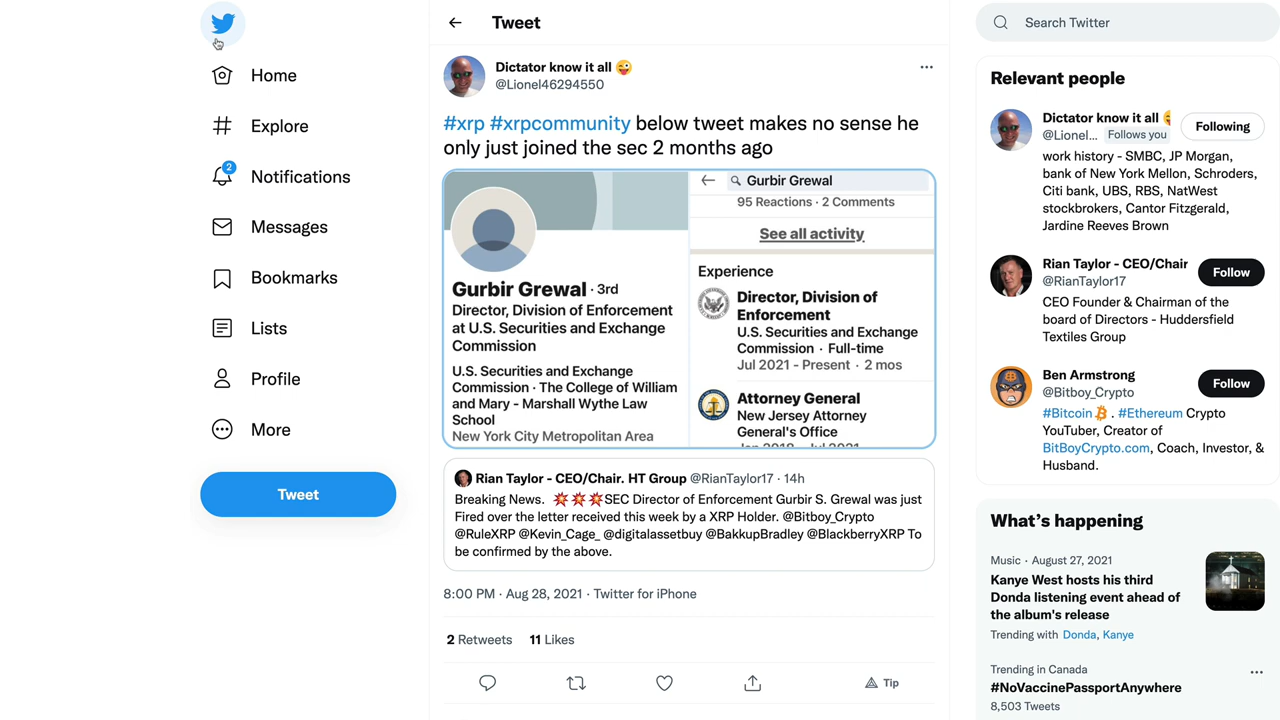 Home
Explore
2
Notifications
Messages
Bookmarks
Lists
Profile
More
Tweet
Tweet
Dictator know it all 😜
@Lionel46294550
#xrp #xrpcommunity below tweet makes no sense he
only just joined the sec 2 months ago
Gurbir Grewal · 3rd
Director, Division of Enforcement
at U.S. Securities and Exchange
Commission
U.S. Securities and Exchange
Commission · The College of William
and Mary - Marshall Wythe Law
School
New York City Metropolitan Area
Gurbir Grewal
95 Reactions · 2 Comments
See all activity
Experience
Director, Division of
Enforcement
U.S. Securities and Exchange
Commission · Full-time
Jul 2021 - Present · 2 mos
Attorney General
New Jersey Attorney
General's Office
Jan 2018 - Jul 2021
Rian Taylor - CEO/Chair. HT Group @RianTaylor17 · 14h
Breaking News. 💥💥💥SEC Director of Enforcement Gurbir S. Grewal was just
Fired over the letter received this week by a XRP Holder. @Bitboy_Crypto
@RuleXRP @Kevin_Cage_ @digitalassetbuy @BakkupBradley @BlackberryXRP To
be confirmed by the above.
8:00 PM · Aug 28, 2021 · Twitter for iPhone
2 Retweets 11 Likes
Tip
Search Twitter
Relevant people
Dictator know it all
@Lionel... Follows you
Following
work history - SMBC, JP Morgan,
bank of New York Mellon, Schroders,
Citi bank, UBS, RBS, NatWest
stockbrokers, Cantor Fitzgerald,
Jardine Reeves Brown
Rian Taylor - CEO/Chair
@RianTaylor17
Follow
CEO Founder & Chairman of the
board of Directors - Huddersfield
Textiles Group
Ben Armstrong
@Bitboy_Crypto
Follow
#Bitcoin . #Ethereum Crypto
YouTuber, Creator of
BitBoyCrypto.com, Coach, Investor, &
Husband.
What's happening
Music · August 27, 2021
Kanye West hosts his third
Donda listening event ahead of
the album's release
Trending with Donda, Kanye
Trending in Canada
#NoVaccinePassportAnywhere
8,503 Tweets